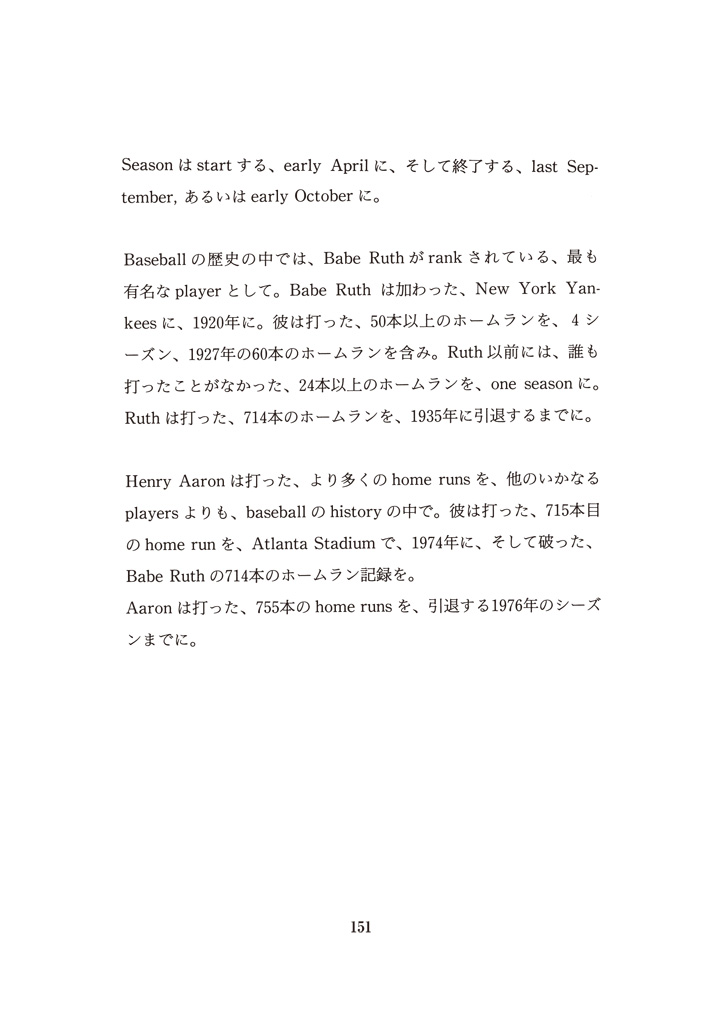 Season は start する、early April に、そして終了する、last Sep-
tember, あるいは early October に。
Baseball の歴史の中では、Babe Ruth が rank されている、最も
有名な player として。Babe Ruth は加わった、New York Yan-
kees に、1920年に。彼は打った、50本以上のホームランを、4シ
ーズン、1927年の60本のホームランを含み。Ruth 以前には、誰も
打ったことがなかった、24本以上のホームランを、one season に。
Ruth は打った、714本のホームランを、1935年に引退するまでに。
Henry Aaron は打った、より多くの home runs を、他のいかなる
players よりも、baseball の history の中で。彼は打った、715本目
の home run を、Atlanta Stadium で、1974年に、そして破った、
Babe Ruth の714本のホームラン記録を。
Aaron は打った、755本の home runs を、引退する1976年のシーズ
ンまでに。
151